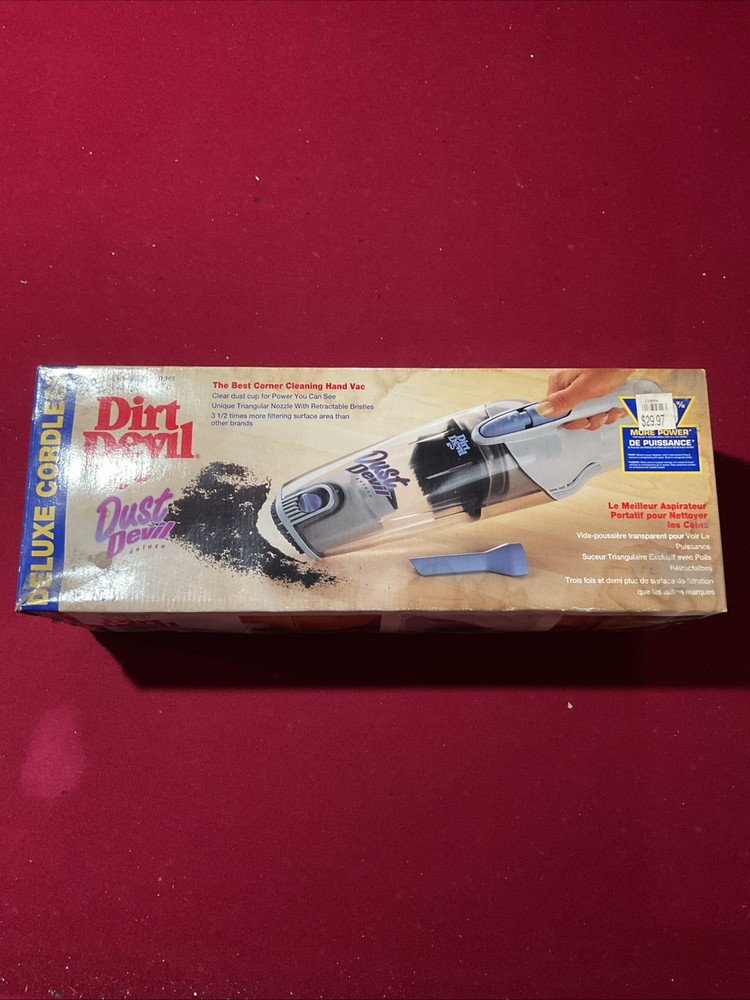 DELUXE CORDLESS
Dirt
Devil®
Dust
Devil
deluxe
The Best Corner Cleaning Hand Vac
Clear dust cup for Power You Can See
Unique Triangular Nozzle With Retractable Bristles
3 1/2 times more filtering surface area than
other brands
Dust
Devil
Dirt
Devil
$29.97
%
MORE POWER*
DE PUISSANCE*
Le Meilleur Aspirateur
Portatif pour Nettoyer
les Coins
Vide-poussière transparent pour Voir La
Puissance
Suceur Triangulaire Exclusif avec Poils
Rétractables
Trois fois et demi plus de surface de filtration
que les autres marques